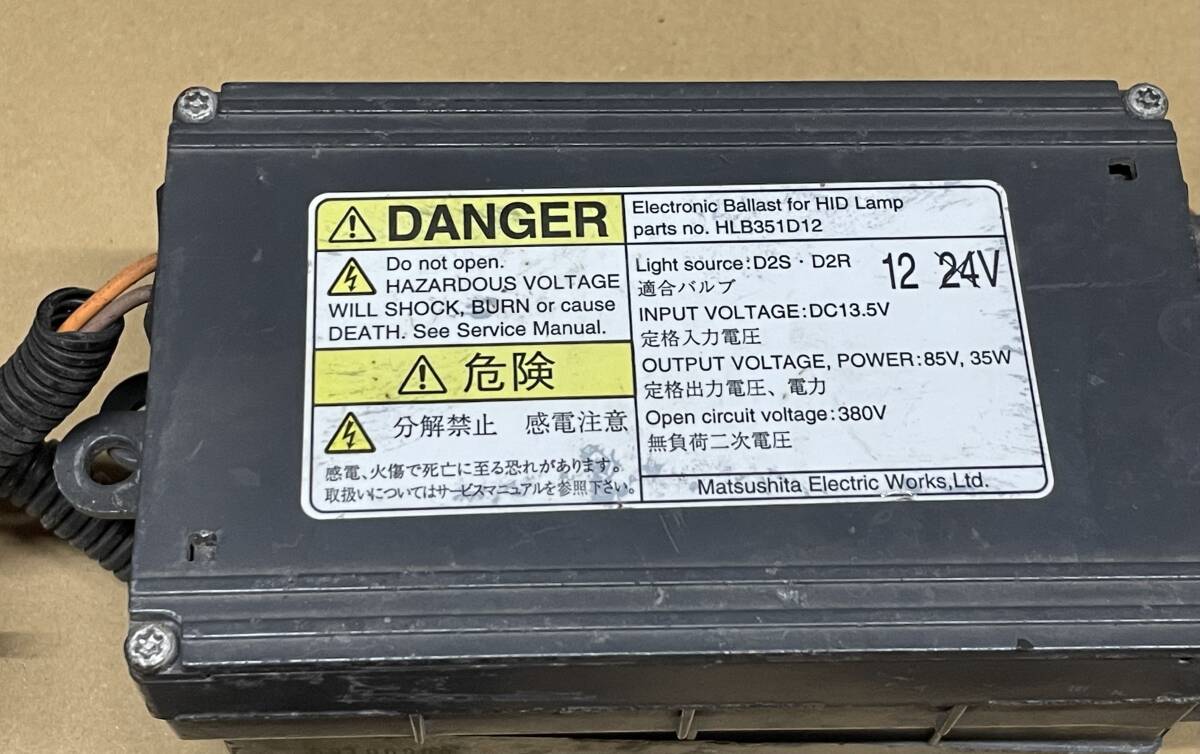 DANGER
Do not open.
HAZARDOUS VOLTAGE
WILL SHOCK, BURN or cause
DEATH. See Service Manual.
危険
分解禁止 感電注意
感電、火傷で死亡に至る恐れがあります。
取扱いについてはサービスマニュアルを参照下さい。
Electronic Ballast for HID Lamp
parts no. HLB351D12
Light source:D2S・D2R
適合バルブ
12 24V
INPUT VOLTAGE:DC13.5V
定格入力電圧
OUTPUT VOLTAGE, POWER:85V, 35W
定格出力電圧、電力
Open circuit voltage:380V
無負荷二次電圧
Matsushita Electric Works,Ltd.